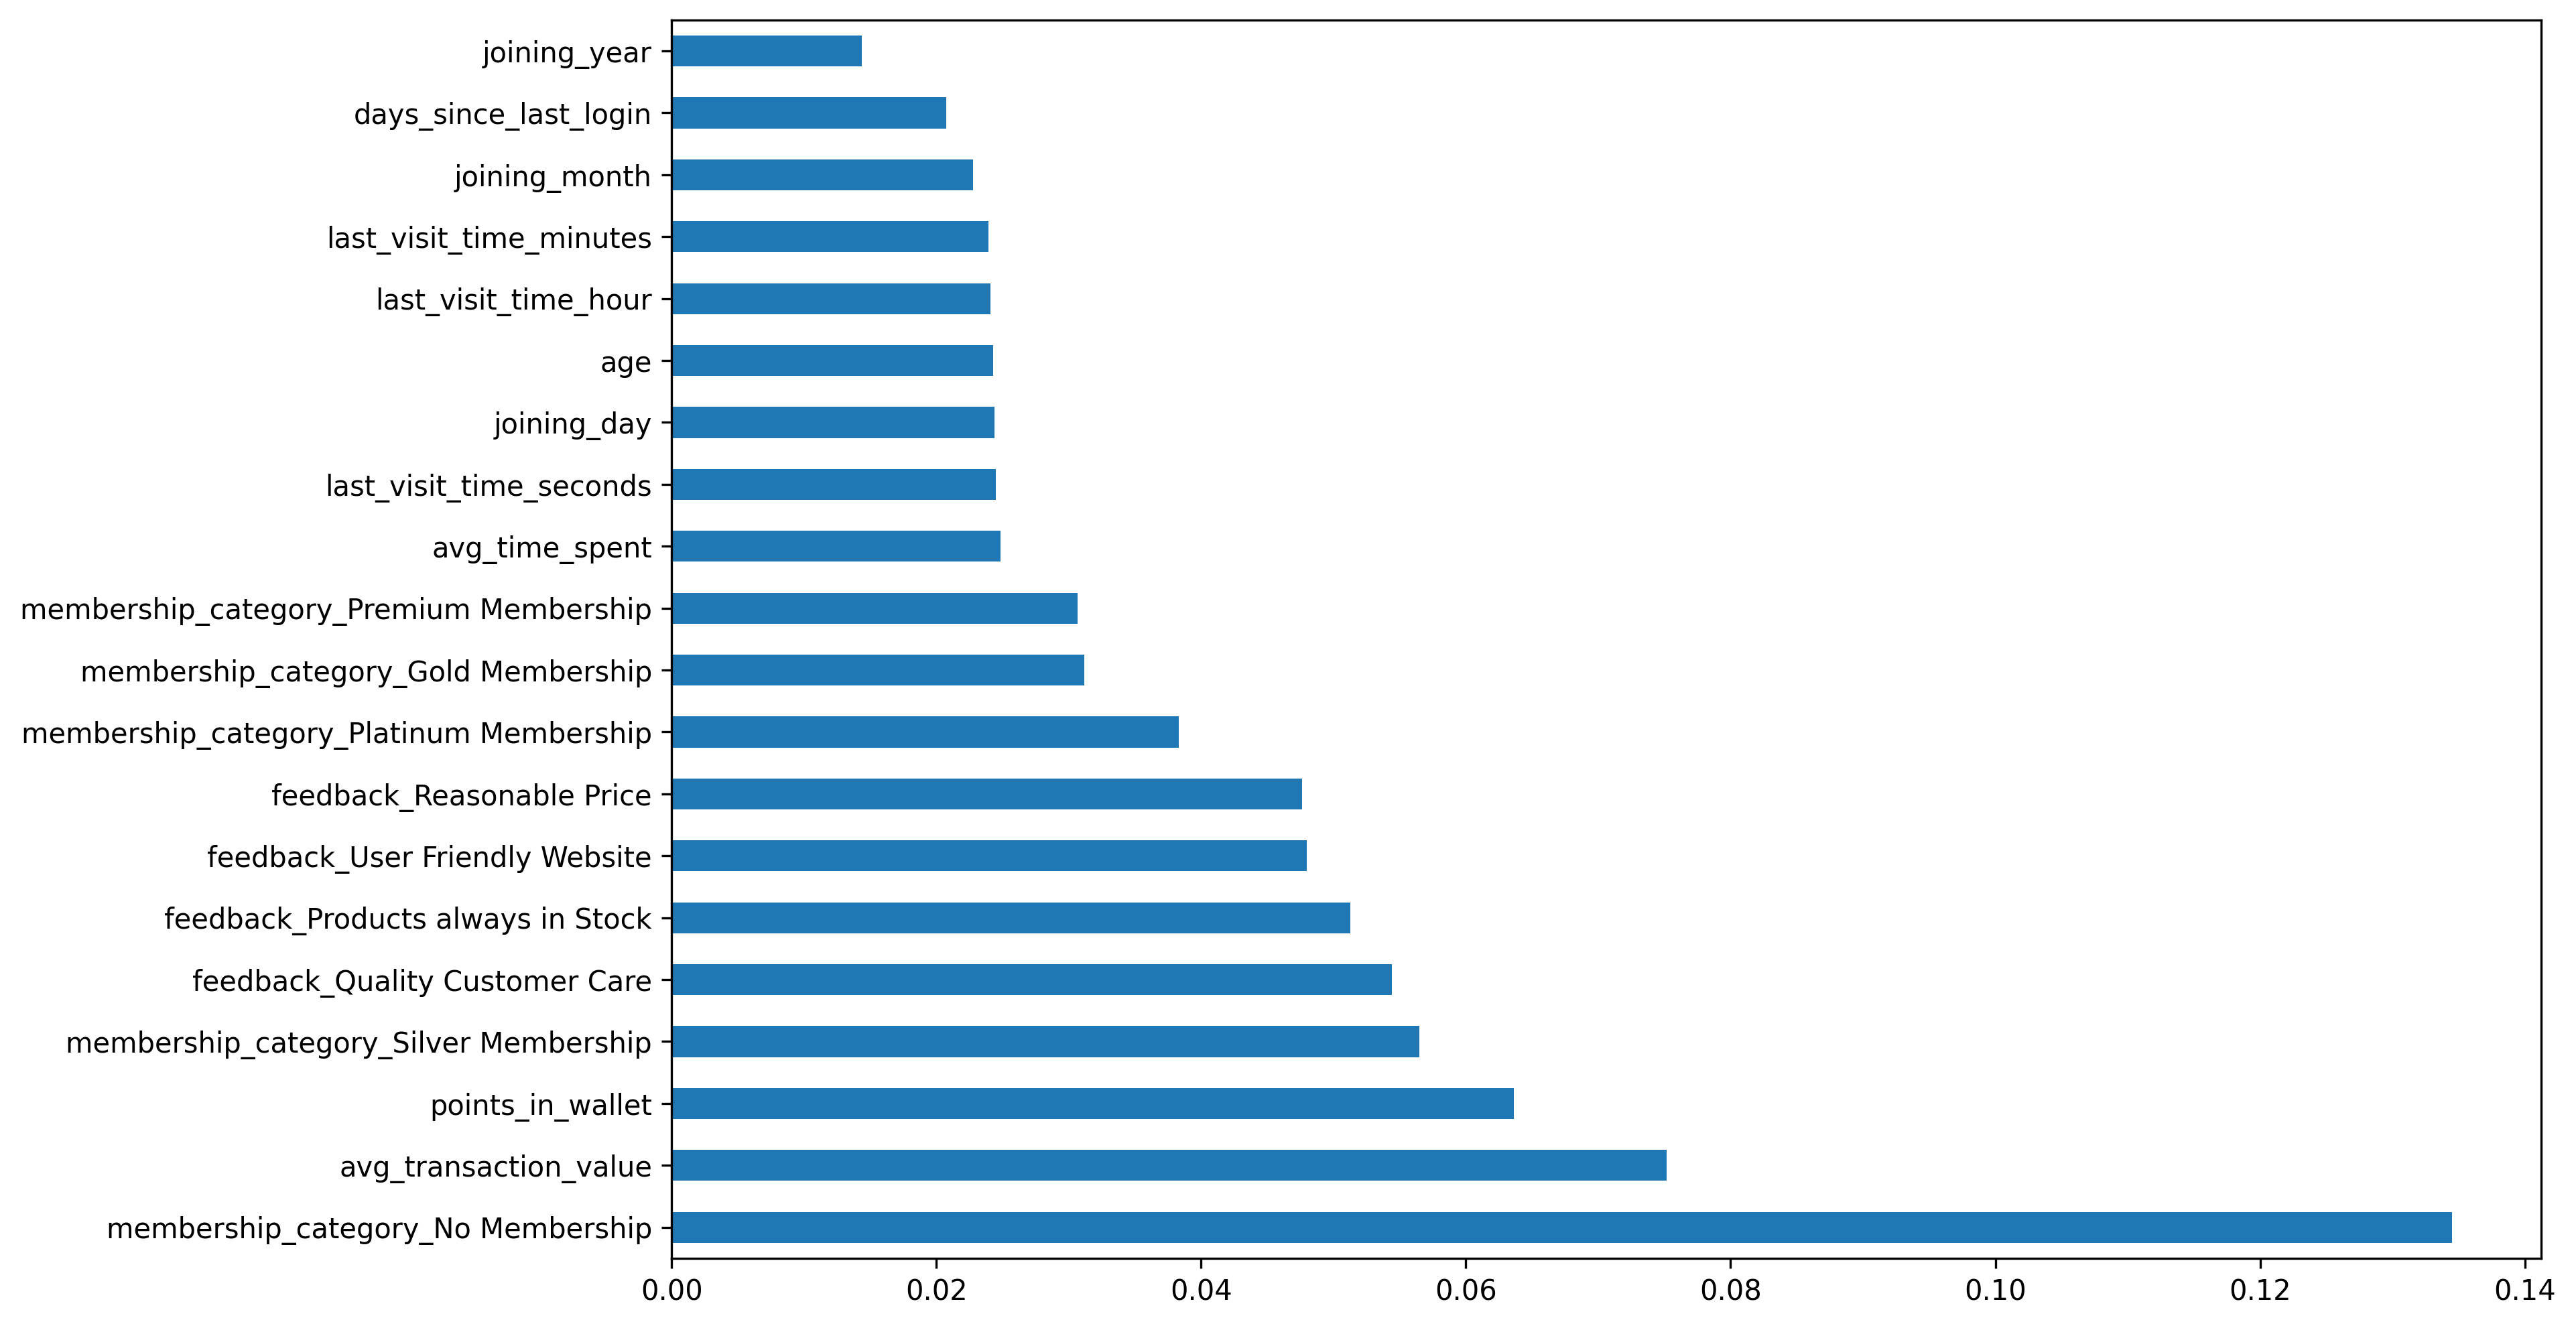 joining_year
days_since_last_login
joining_month
last_visit_time_minutes
last_visit_time_hour
age
joining_day
last_visit_time_seconds
avg_time_spent
membership_category_Premium Membership
membership_category_Gold Membership
membership_category_Platinum Membership
feedback_Reasonable Price
feedback_User Friendly Website
feedback_Products always in Stock
feedback_Quality Customer Care
membership_category_Silver Membership
points_in_wallet
avg_transaction_value
membership_category_No Membership
0.00 0.02 0.04 0.06 0.08 0.10 0.12 0.14